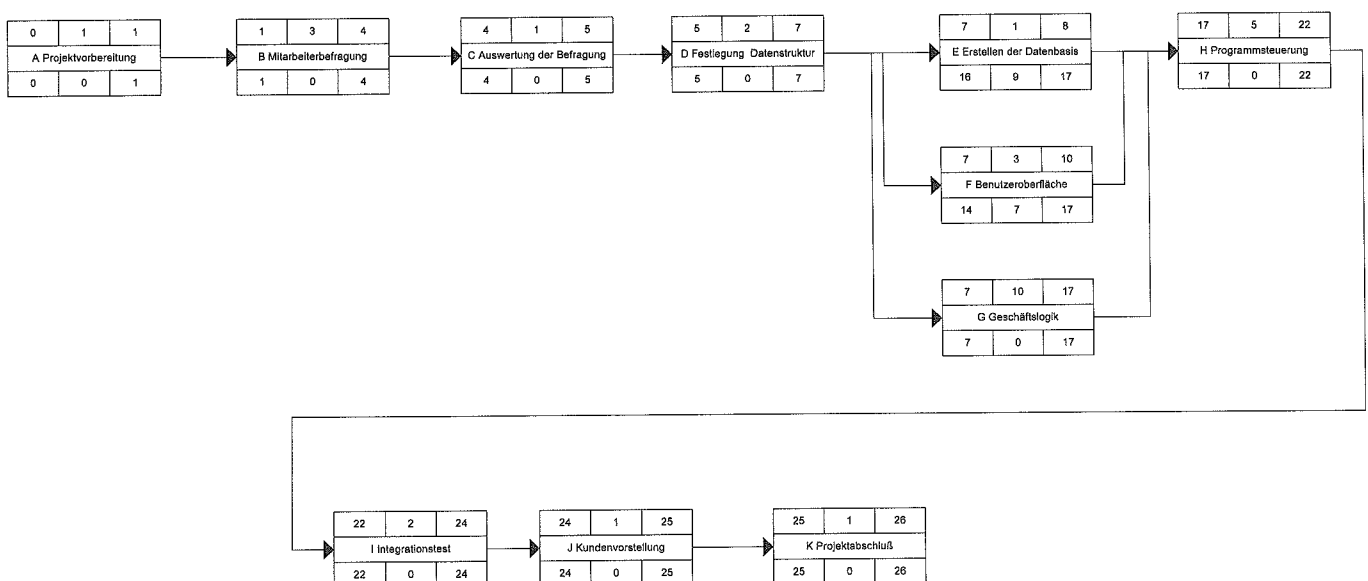 0 1 1
A Projektvorbereitung
0 0 1
1 3 4
B Mitarbeiterbefragung
1 0 4
4 1 5
C Auswertung der Befragung
4 0 5
5 2 7
D Festlegung Datenstruktur
5 0 7
7 1 8
E Erstellen der Datenbasis
16 9 17
7 3 10
F Benutzeroberfläche
14 7 17
7 10 17
G Geschäftslogik
7 0 17
17 5 22
H Programmsteuerung
17 0 22
22 2 24
I Integrationstest
22 0 24
24 1 25
J Kundenvorstellung
24 0 25
25 1 26
K Projektabschluß
25 0 26